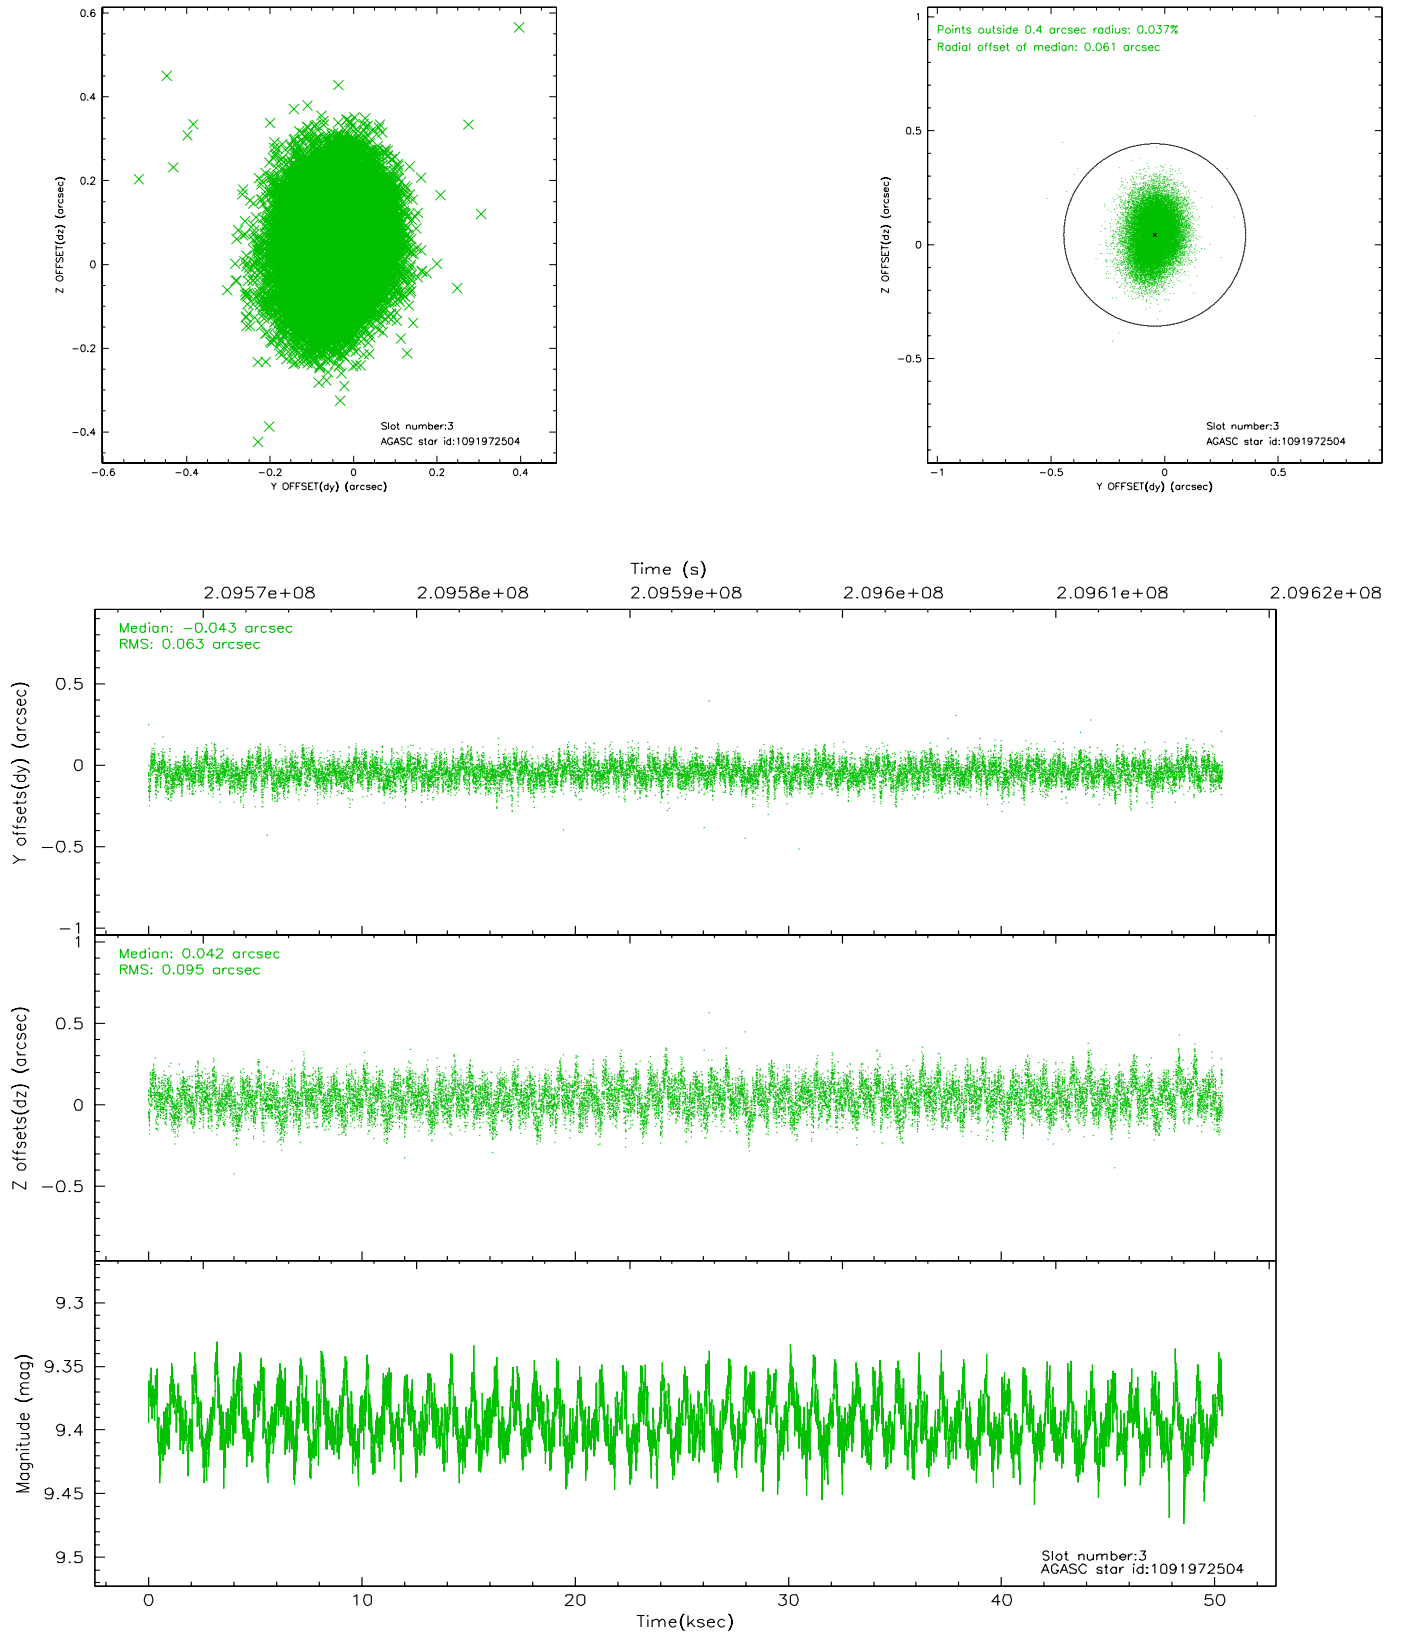 0.6
0.4
0.2
0
−0.2
−0.4
−0.6
−0.4
−0.2
0
0.2
0.4
Z OFFSET(dz) (arcsec)
Y OFFSET(dy) (arcsec)
Slot number:3
AGASC star id:1091972504
Points outside 0.4 arcsec radius: 0.037%
Radial offset of median: 0.061 arcsec
1
0.5
0
−0.5
−1
−0.5
0
0.5
Z OFFSET(dz) (arcsec)
Y OFFSET(dy) (arcsec)
Slot number:3
AGASC star id:1091972504
Time (s)
2.0957e+08
2.0958e+08
2.0959e+08
2.096e+08
2.0961e+08
2.0962e+08
Median: −0.043 arcsec
RMS: 0.063 arcsec
0.5
0
−0.5
−1
Y offsets(dy) (arcsec)
Median: 0.042 arcsec
RMS: 0.095 arcsec
1
0.5
0
−0.5
Z offsets(dz) (arcsec)
9.3
9.35
9.4
9.45
9.5
Magnitude (mag)
Slot number:3
AGASC star id:1091972504
0
10
20
30
40
50
Time(ksec)